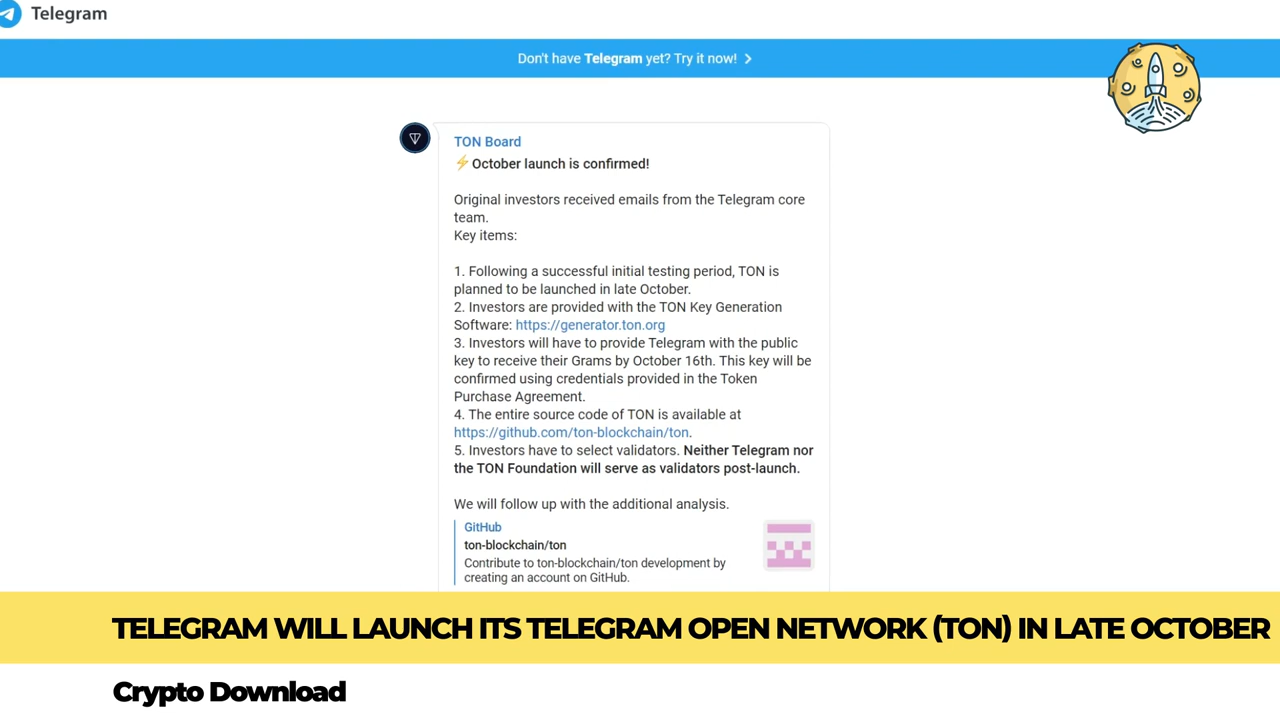 Telegram
Don't have Telegram yet? Try it now!
TON Board
⚡October launch is confirmed!
Original investors received emails from the Telegram core
team.
Key items:
1. Following a successful initial testing period, TON is
planned to be launched in late October.
2. Investors are provided with the TON Key Generation
Software: https://generator.ton.org
3. Investors will have to provide Telegram with the public
key to receive their Grams by October 16th. This key will be
confirmed using credentials provided in the Token
Purchase Agreement.
4. The entire source code of TON is available at
https://github.com/ton-blockchain/ton.
5. Investors have to select validators. Neither Telegram nor
the TON Foundation will serve as validators post-launch.
We will follow up with the additional analysis.
GitHub
ton-blockchain/ton
Contribute to ton-blockchain/ton development by
creating an account on GitHub.
TELEGRAM WILL LAUNCH ITS TELEGRAM OPEN NETWORK (TON) IN LATE OCTOBER
Crypto Download